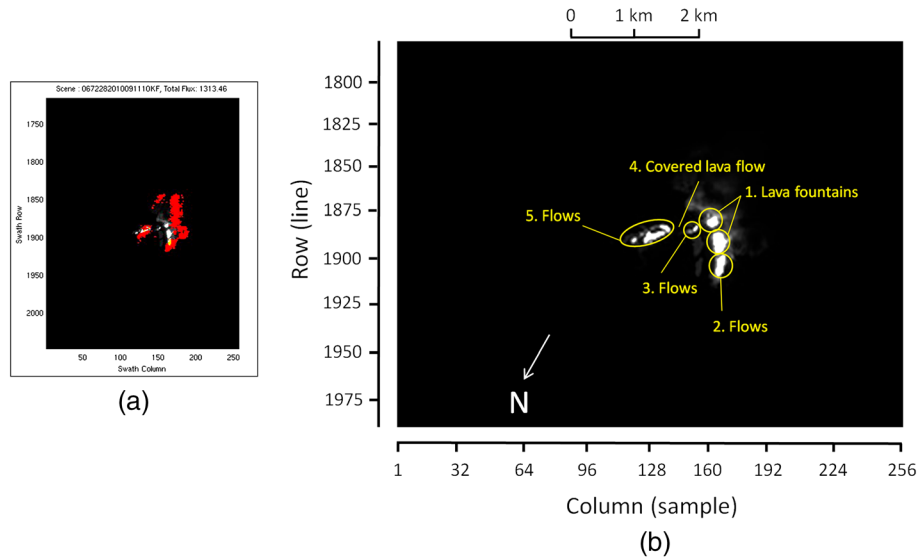 Scene : 0672282010091110KF, Total Flux: 1313.46
1750
1800
1850
1900
1950
2000
Swath Row
50 100 150 200 250
Swath Column
(a)
0 1 km 2 km
1800
1825
1850
1875
1900
1925
1950
1975
Row (line)
4. Covered lava flow
1. Lava fountains
5. Flows
3. Flows
2. Flows
N
1 32 64 96 128 160 192 224 256
Column (sample)
(b)